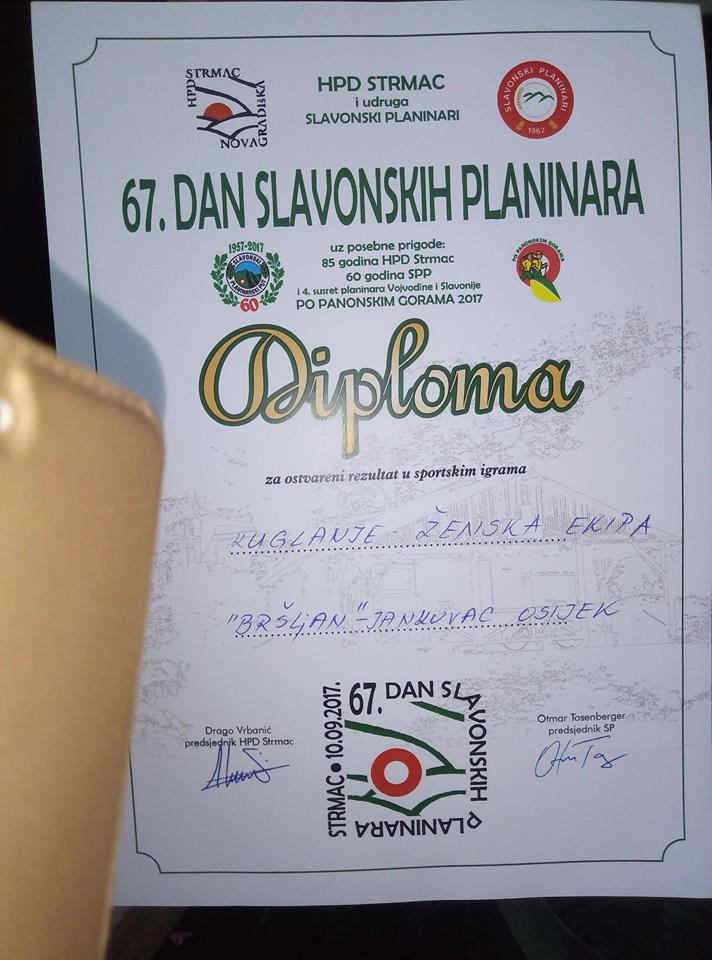 HPD STRMAC
NOVA GRADIŠKA
HPD STRMAC
i udruga
SLAVONSKI PLANINARI
SLAVONSKI PLANINARI
1962
67. DAN SLAVONSKIH PLANINARA
1957-2017
SLAVONSKI
PLANINARSKI PUT
60
uz posebne prigode:
85 godina HPD Strmac
60 godina SPP
i 4. susret planinara Vojvodine i Slavonije
PO PANONSKIM GORAMA 2017
PO PANONSKIM GORAMA
Diploma
za ostvareni rezultat u sportskim igrama
KUGLANJE ŽENSKA EKIPA
"BRŠLjAN"-JANKOVAC OSIJEK
Drago Vrbanić
predsjednik HPD Strmac
STRMAC • 10.09.2017.
67. DAN SLAVONSKIH
PLANINARA
Otmar Tosenberger
predsjednik SP